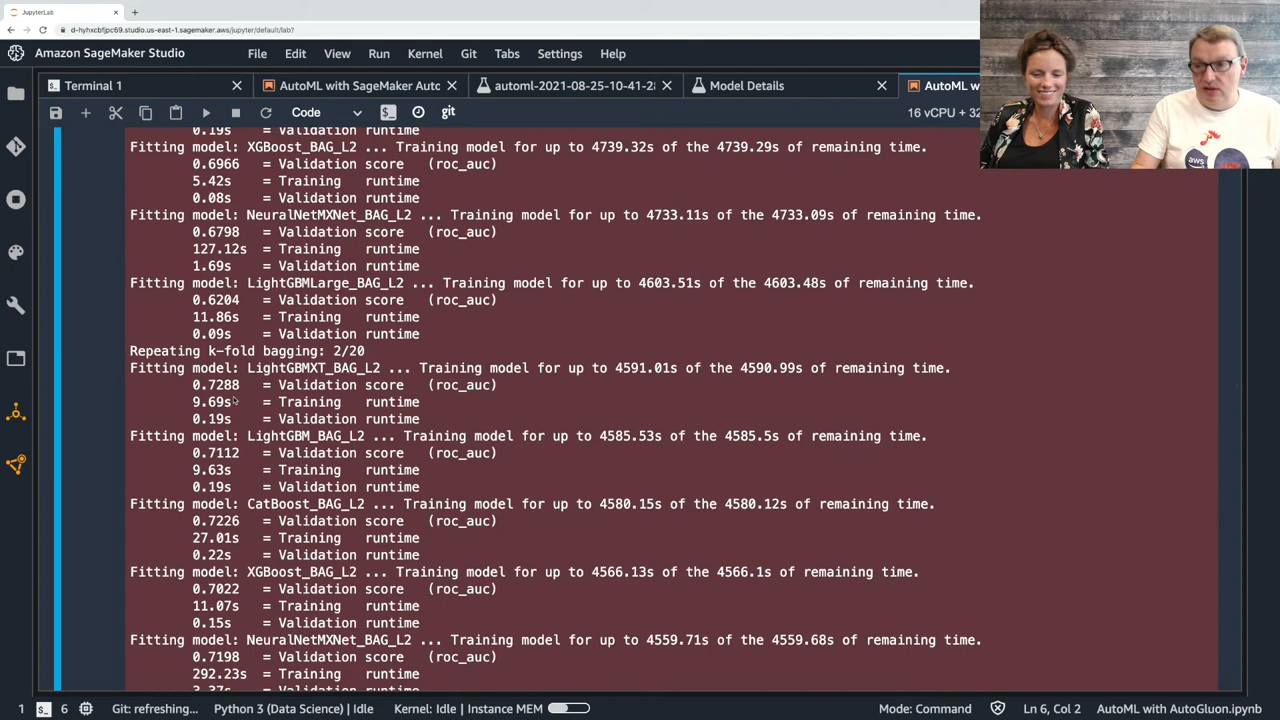 JupyterLab
d-hyhxcbfjpc69.studio.us-east-1.sagemaker.aws/jupyter/default/lab?
Amazon SageMaker Studio File Edit View Run Kernel Git Tabs Settings Help
Terminal 1 AutoML with SageMaker Auto automl-2021-08-25-10-41-2 Model Details AutoML w
Code git 16 vCPU + 32
0.19s = Validation runtime
Fitting model: XGBoost_BAG_L2 ... Training model for up to 4739.32s of the 4739.29s of remaining time.
0.6966 = Validation score (roc_auc)
5.42s = Training runtime
0.08s = Validation runtime
Fitting model: NeuralNetMXNet_BAG_L2 ... Training model for up to 4733.11s of the 4733.09s of remaining time.
0.6798 = Validation score (roc_auc)
127.12s = Training runtime
1.69s = Validation runtime
Fitting model: LightGBMLarge_BAG_L2 ... Training model for up to 4603.51s of the 4603.48s of remaining time.
0.6204 = Validation score (roc_auc)
11.86s = Training runtime
0.09s = Validation runtime
Repeating k-fold bagging: 2/20
Fitting model: LightGBMXT_BAG_L2 ... Training model for up to 4591.01s of the 4590.99s of remaining time.
0.7288 = Validation score (roc_auc)
9.69s = Training runtime
0.19s = Validation runtime
Fitting model: LightGBM_BAG_L2 ... Training model for up to 4585.53s of the 4585.5s of remaining time.
0.7112 = Validation score (roc_auc)
9.63s = Training runtime
0.19s = Validation runtime
Fitting model: CatBoost_BAG_L2 ... Training model for up to 4580.15s of the 4580.12s of remaining time.
0.7226 = Validation score (roc_auc)
27.01s = Training runtime
0.22s = Validation runtime
Fitting model: XGBoost_BAG_L2 ... Training model for up to 4566.13s of the 4566.1s of remaining time.
0.7022 = Validation score (roc_auc)
11.07s = Training runtime
0.15s = Validation runtime
Fitting model: NeuralNetMXNet_BAG_L2 ... Training model for up to 4559.71s of the 4559.68s of remaining time.
0.7198 = Validation score (roc_auc)
292.23s = Training runtime
3.37s = Validation runtime
1 6 Git: refreshing... Python 3 (Data Science) | Idle Kernel: Idle | Instance MEM Mode: Command Ln 6, Col 2 AutoML with AutoGluon.ipynb
aws